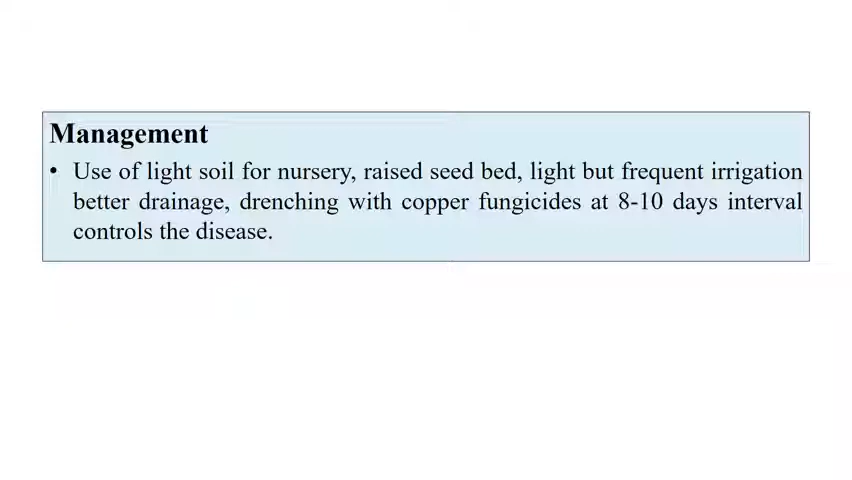 Management
• Use of light soil for nursery, raised seed bed, light but frequent irrigation
better drainage, drenching with copper fungicides at 8-10 days interval
controls the disease.